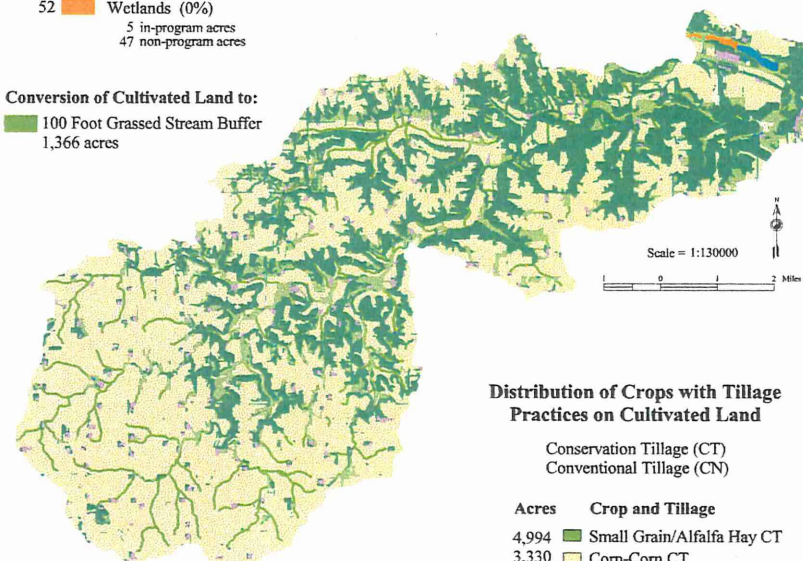 52 Wetlands (0%)
5 in-program acres
47 non-program acres
Conversion of Cultivated Land to:
100 Foot Grassed Stream Buffer
1,366 acres
N
Scale = 1:130000
1 0 1 2 Miles
Distribution of Crops with Tillage
Practices on Cultivated Land
Conservation Tillage (CT)
Conventional Tillage (CN)
Acres Crop and Tillage
4,994 Small Grain/Alfalfa Hay CT
3,330 Corn-Corn CT